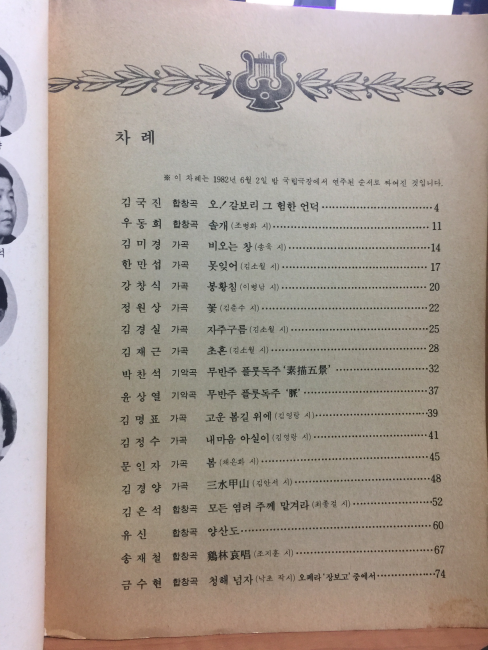 차 례
※ 이 차례는 1982년 6월 2일 밤 국립극장에서 연주된 순서로 짜여진 것입니다.
김국진 합창곡 오! 갈보리 그 험한 언덕 4
우동희 합창곡 솔개 (조병화 시) 11
김미경 가곡 비오는 창 (송욱 시) 14
한만섭 가곡 못잊어 (김소월 시) 17
강창식 가곡 봉황침 20
정원상 가곡 꽃 (김춘수 시) 22
김경실 가곡 자주구름 (김소월 시) 25
김재근 가곡 초혼 (김소월 시) 28
박찬석 기악곡 무반주 플룻독주 '素描五景' 32
윤상열 기악곡 무반주 플룻독주 '脈' 37
김명표 가곡 고운 봄길 위에 (김영랑 시) 39
김정수 가곡 내마음 아실이 (김영랑 시) 41
문인자 가곡 봄 45
김경양 가곡 三水甲山 (김안서 시) 48
김은석 합창곡 모든 염려 주께 맡겨라 52
유신 합창곡 양산도 60
송재철 합창곡 鷄林哀唱 (조지훈 시) 67
금수현 합창곡 청해 넘자 (낙초 작시) 오페라 '장보고' 중에서 74